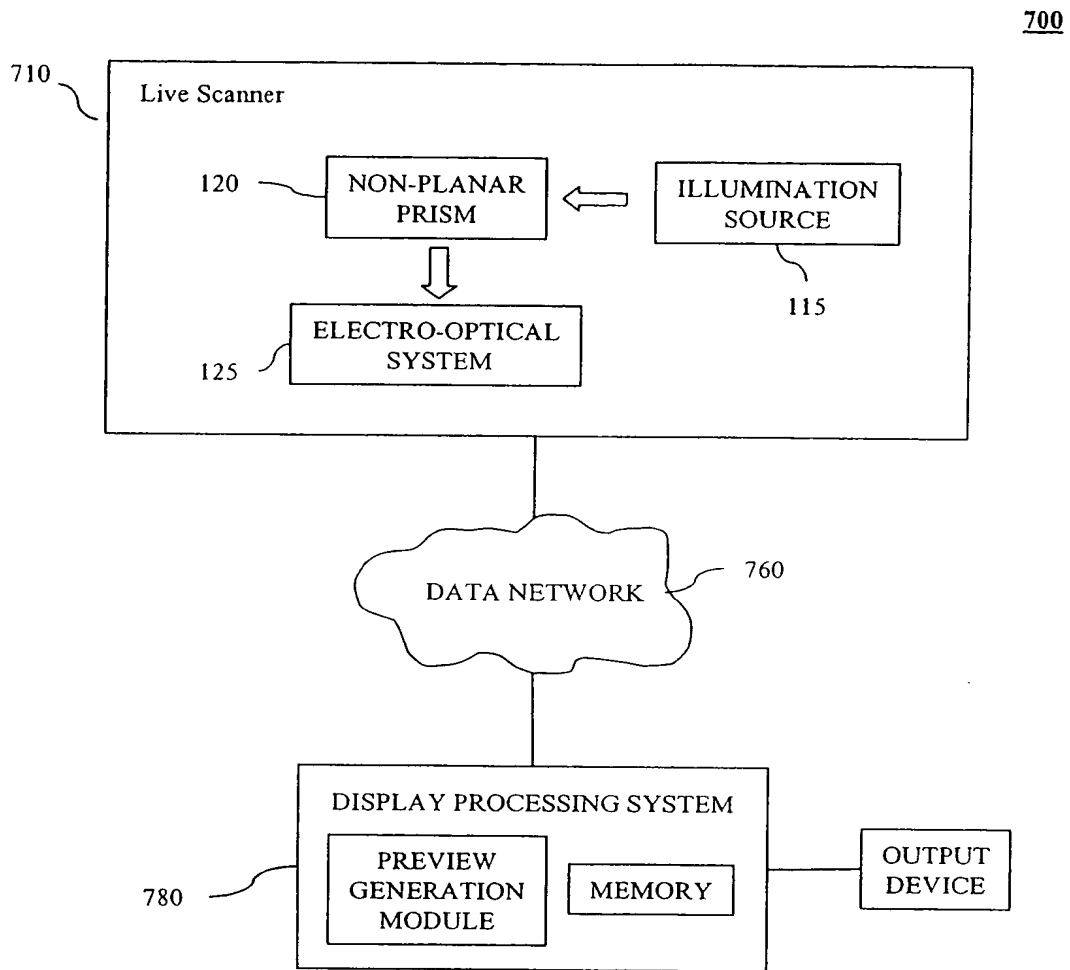 700
710
Live Scanner
120
NON-PLANAR
PRISM
ILLUMINATION
SOURCE
115
ELECTRO-OPTICAL
SYSTEM
125
DATA NETWORK
760
DISPLAY PROCESSING SYSTEM
PREVIEW
GENERATION
MODULE
MEMORY
780
OUTPUT
DEVICE